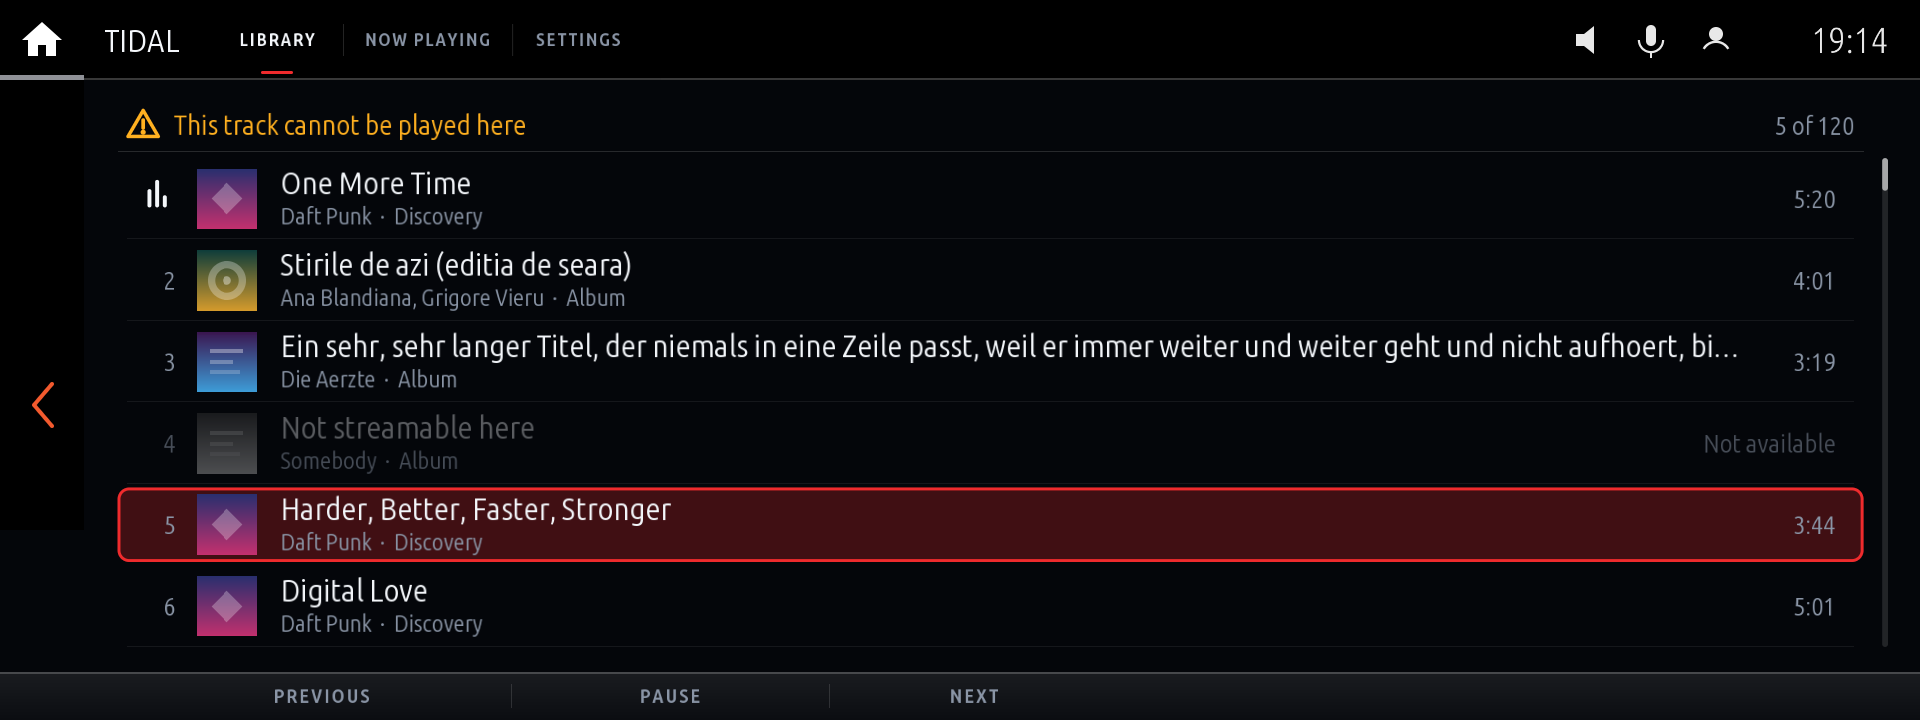 TIDAL
LIBRARY
NOW PLAYING
SETTINGS
19:14
This track cannot be played here
5 of 120
One More Time
Daft Punk · Discovery
5:20
2
Stirile de azi (editia de seara)
Ana Blandiana, Grigore Vieru · Album
4:01
3
Ein sehr, sehr langer Titel, der niemals in eine Zeile passt, weil er immer weiter und weiter geht und nicht aufhoert, bi...
Die Aerzte · Album
3:19
4
Not streamable here
Somebody · Album
Not available
5
Harder, Better, Faster, Stronger
Daft Punk · Discovery
3:44
6
Digital Love
Daft Punk · Discovery
5:01
PREVIOUS
PAUSE
NEXT